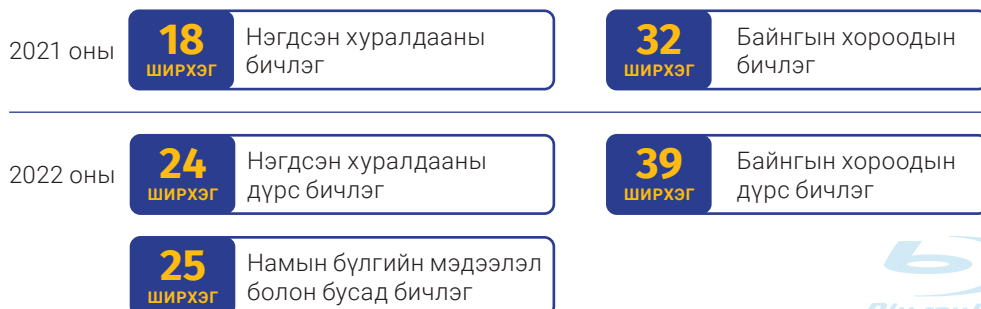 2021 оны
18
ШИРХЭГ
Нэгдсэн хуралдааны
бичлэг
32
ШИРХЭГ
Байнгын хороодын
бичлэг
2022 оны
24
ШИРХЭГ
Нэгдсэн хуралдааны
дүрс бичлэг
39
ШИРХЭГ
Байнгын хороодын
дүрс бичлэг
25
ШИРХЭГ
Намын бүлгийн мэдээлэл
болон бусад бичлэг